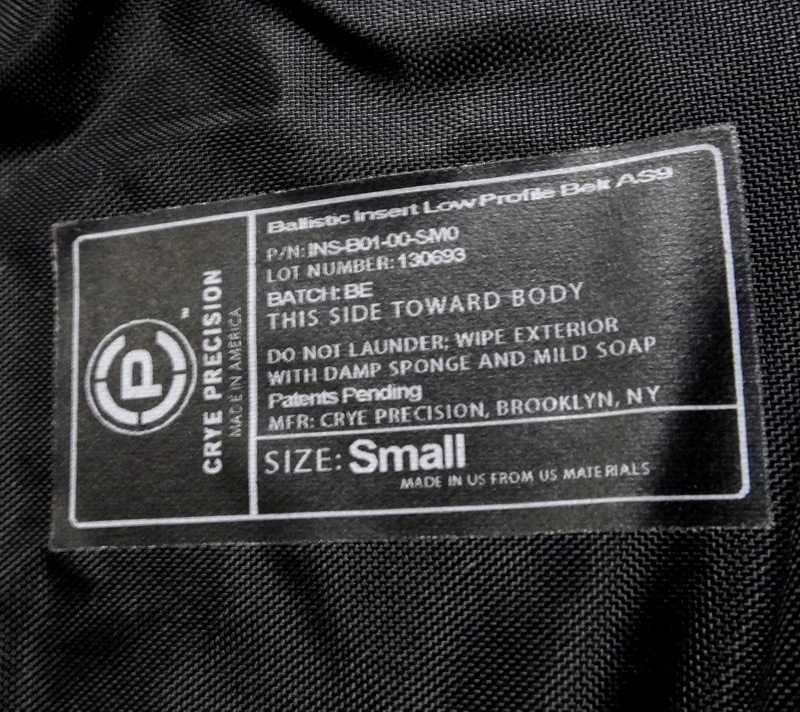 P
™
CRYE PRECISION
MADE IN AMERICA
Ballistic Insert Low Profile Belt AS9
P/N: INS-B01-00-SM0
LOT NUMBER: 130693
BATCH: BE
THIS SIDE TOWARD BODY
DO NOT LAUNDER; WIPE EXTERIOR
WITH DAMP SPONGE AND MILD SOAP
Patents Pending
MFR: CRYE PRECISION, BROOKLYN, NY
SIZE: Small
MADE IN US FROM US MATERIALS